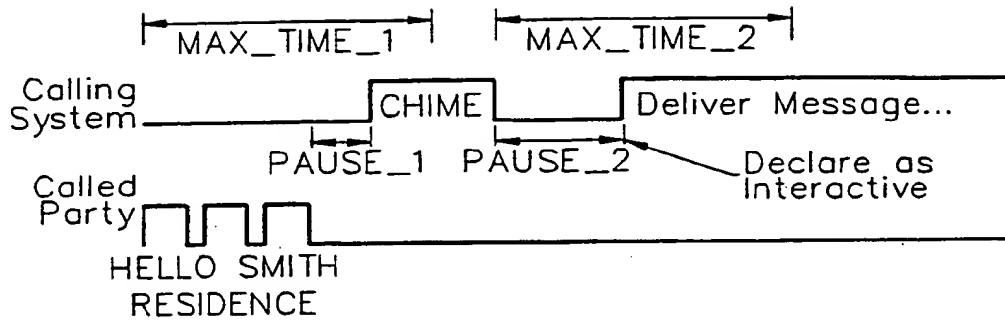 MAX_TIME_1 MAX_TIME_2
Calling
System
CHIME
Deliver Message...
PAUSE_1 PAUSE_2
Declare as
Interactive
Called
Party
HELLO SMITH
RESIDENCE